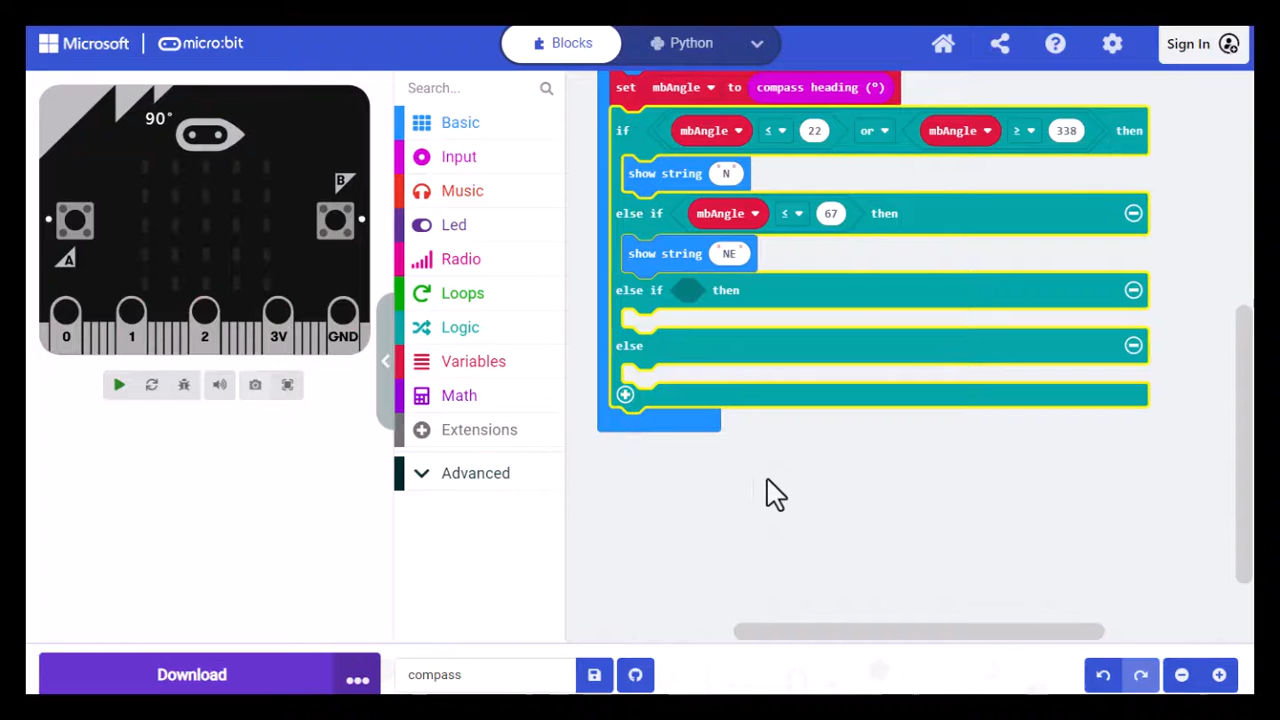 Microsoft micro:bit Blocks Python Sign In
90°
B
A
0 1 2 3V GND
Search...
Basic
Input
Music
Led
Radio
Loops
Logic
Variables
Math
Extensions
Advanced
set mbAngle to compass heading (°)
if mbAngle ≤ 22 or mbAngle ≥ 338 then
show string "N"
else if mbAngle ≤ 67 then
show string "NE"
else if then
else
Download ... compass